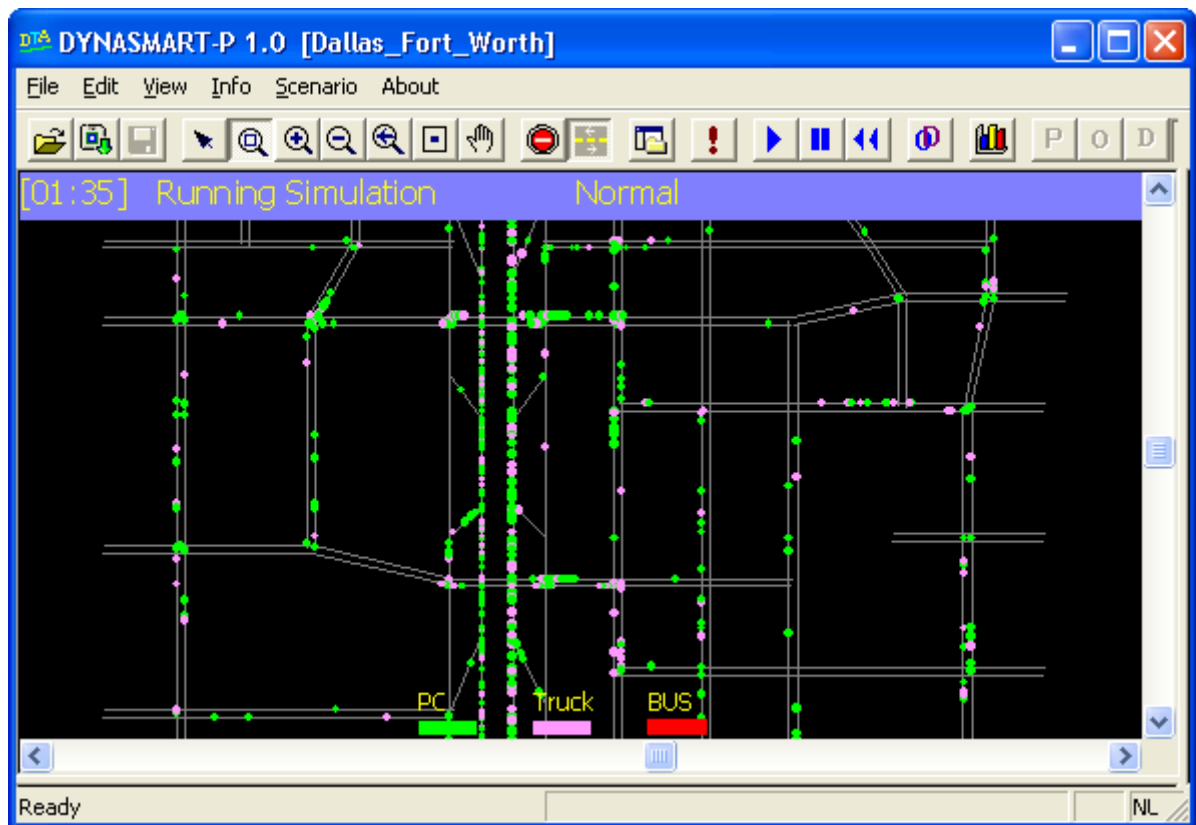 DTA DYNASMART-P 1.0 [Dallas_Fort_Worth]
File Edit View Info Scenario About
P O D
[01:35] Running Simulation Normal
PC Truck BUS
Ready NL